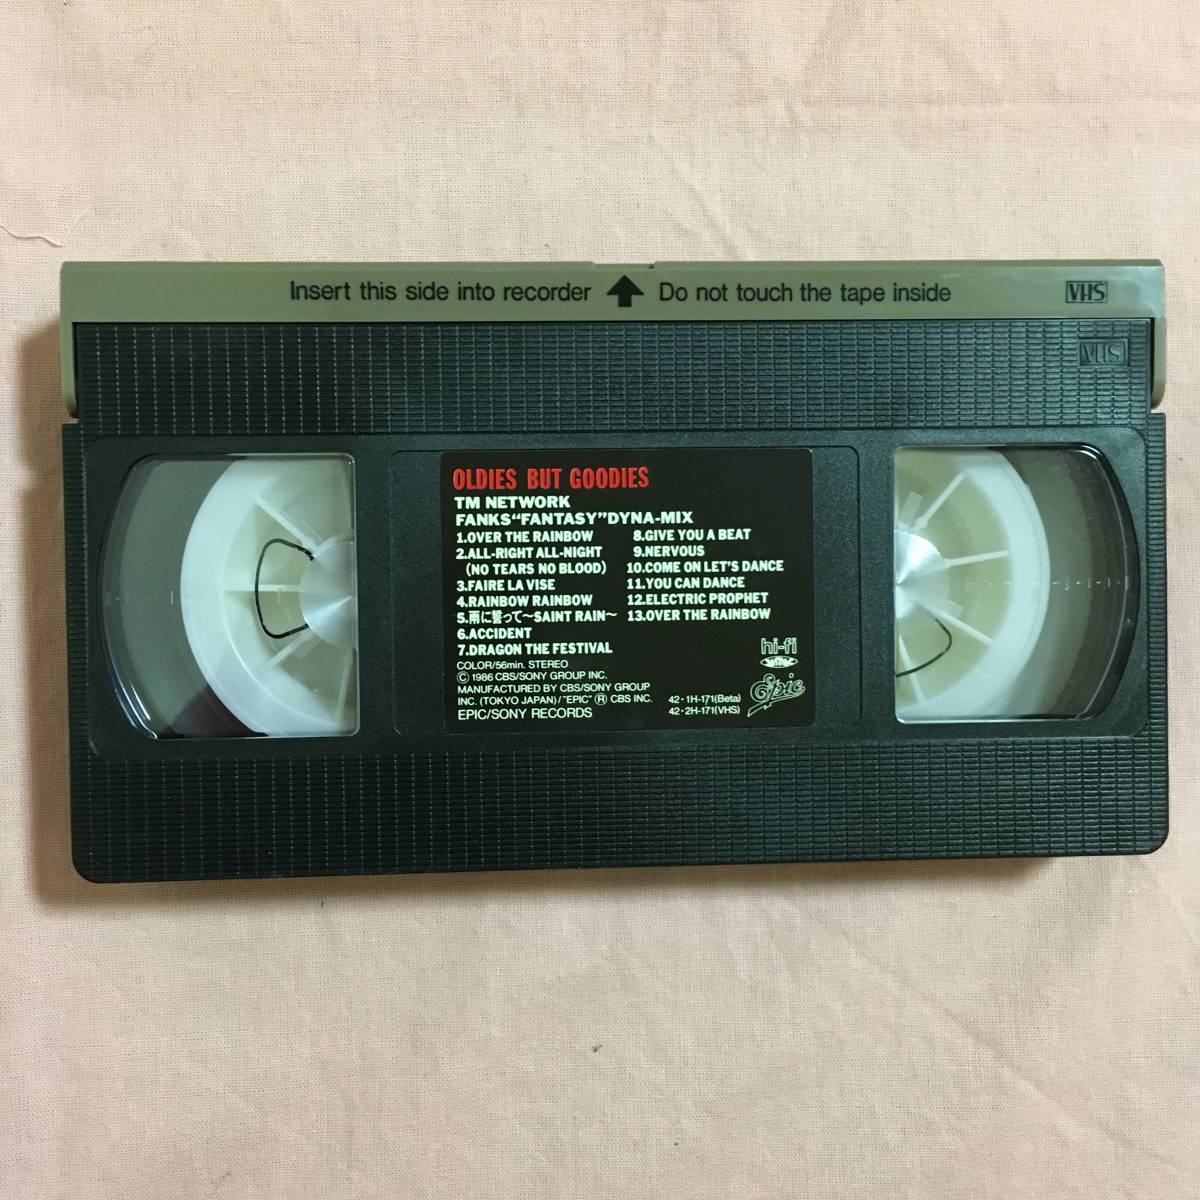 Insert this side into recorder ↑ Do not touch the tape inside
VHS
VHS
OLDIES BUT GOODIES
TM NETWORK
FANKS“FANTASY”DYNA-MIX
1.OVER THE RAINBOW
2.ALL-RIGHT ALL-NIGHT
(NO TEARS NO BLOOD)
3.FAIRE LA VISE
4.RAINBOW RAINBOW
5.雨に誓って〜SAINT RAIN〜
6.ACCIDENT
7.DRAGON THE FESTIVAL
8.GIVE YOU A BEAT
9.NERVOUS
10.COME ON LET'S DANCE
11.YOU CAN DANCE
12.ELECTRIC PROPHET
13.OVER THE RAINBOW
COLOR/56min. STEREO
Ⓒ 1986 CBS/SONY GROUP INC.
MANUFACTURED BY CBS/SONY GROUP
INC. (TOKYO JAPAN)/“EPIC” Ⓡ CBS INC.
EPIC/SONY RECORDS
hi-fi
42・1H-171(Beta)
42・2H-171(VHS)
Epic